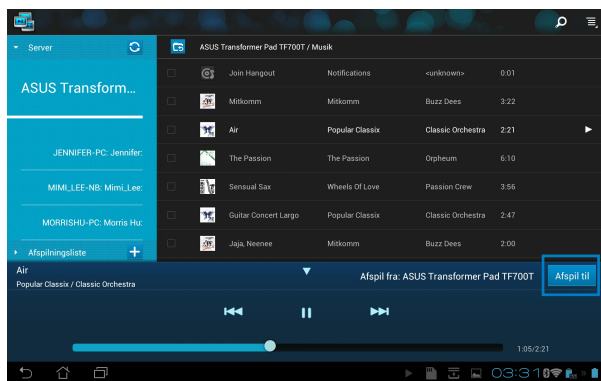 Server
ASUS Transformer Pad TF700T / Musik
ASUS Transform...
JENNIFER-PC: Jennifer:
MIMI_LEE-NB: Mimi_Lee:
MORRISHU-PC: Morris Hu:
Afspilningsliste
Join Hangout Notifications <unknown> 0:01
Mitkomm Mitkomm Buzz Dees 3:22
Air Popular Classix Classic Orchestra 2:21
The Passion The Passion Orpheum 6:10
Sensual Sax Wheels Of Love Passion Crew 3:56
Guitar Concert Largo Popular Classix Classic Orchestra 2:47
Jaja, Neenee Mitkomm Buzz Dees 2:00
Air
Popular Classix / Classic Orchestra
Afspil fra: ASUS Transformer Pad TF700T
Afspil til
1:05/2:21
03:31